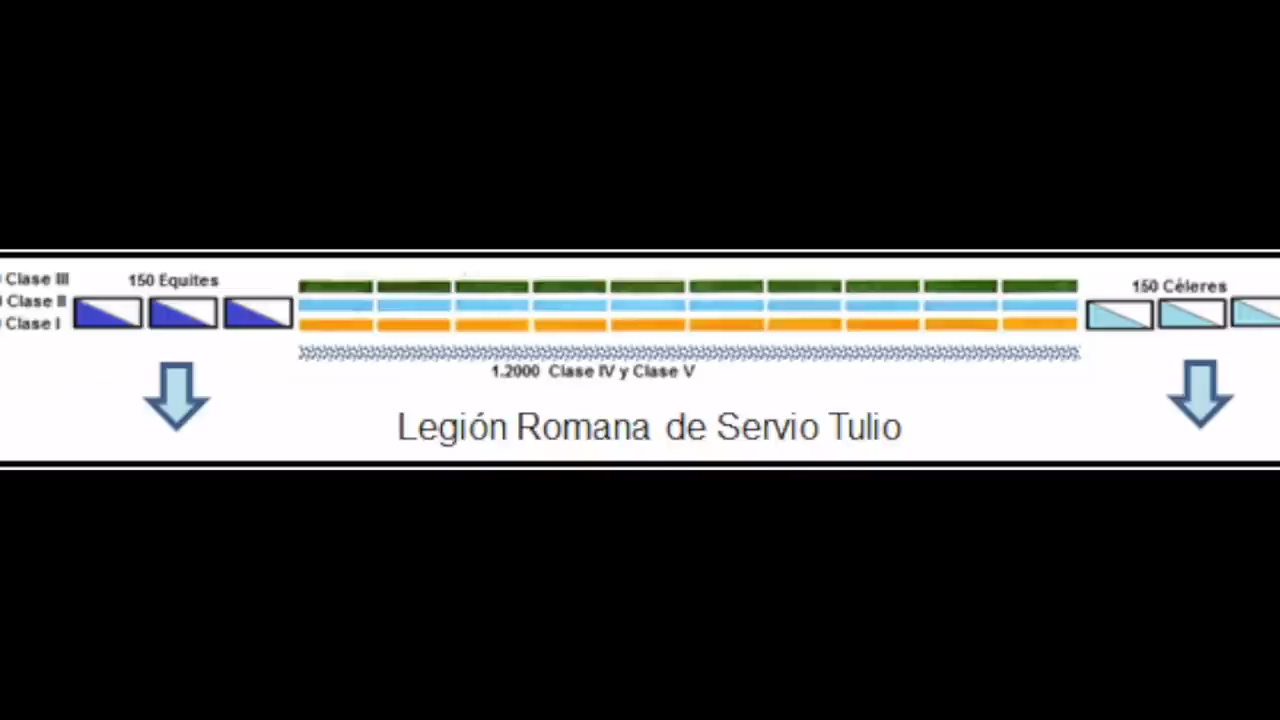 Clase III
150 Equites
Clase II
Clase I
150 Céleres
1.2000 Clase IV y Clase V
Legión Romana de Servio Tulio